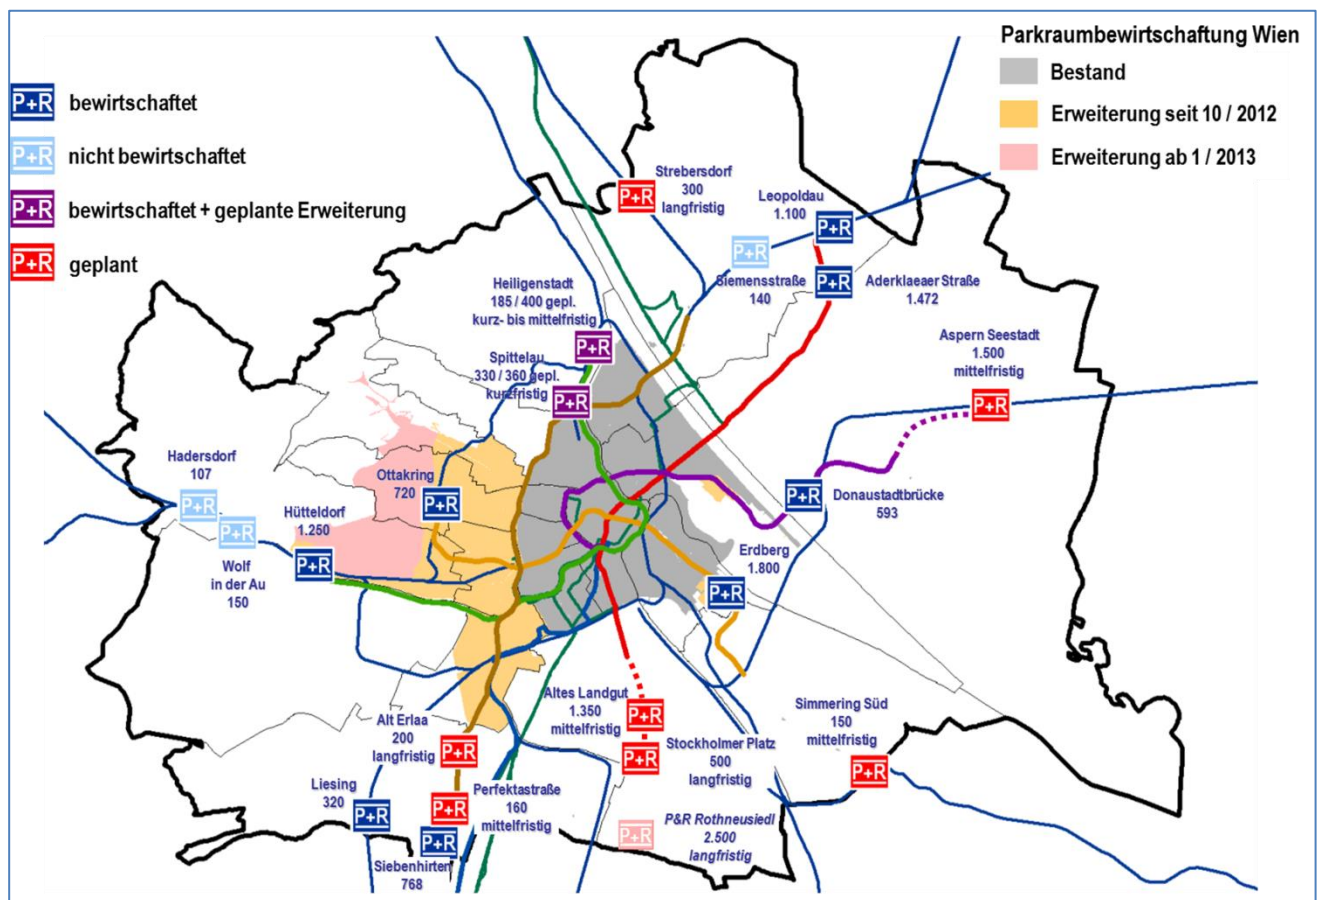 Parkraumbewirtschaftung Wien
Bestand
Erweiterung seit 10 / 2012
Erweiterung ab 1 / 2013
P+R bewirtschaftet
P+R nicht bewirtschaftet
P+R bewirtschaftet + geplante Erweiterung
P+R geplant
Strebersdorf
300
langfristig
P+R
Leopoldau
1.100
P+R
P+R
Siemensstraße
140
P+R
Aderklaaer Straße
1.472
Heiligenstadt
185 / 400 gepl.
kurz- bis mittelfristig
P+R
Spittelau
330 / 360 gepl.
kurzfristig
P+R
Aspern Seestadt
1.500
mittelfristig
P+R
Hadersdorf
107
P+R
Ottakring
720
P+R
Hütteldorf
1.250
P+R
P+R
Wolf
in der Au
150
P+R
Donaustadtbrücke
593
Erdberg
1.800
P+R
Altes Landgut
1.350
mittelfristig
P+R
Simmering Süd
150
mittelfristig
P+R
Alt Erlaa
200
langfristig
P+R
P+R
Stockholmer Platz
500
langfristig
Liesing
320
P+R
P+R
Perfektastraße
160
mittelfristig
P+R
P&R Rothneusiedl
2.500
langfristig
P+R
Siebenhirten
768